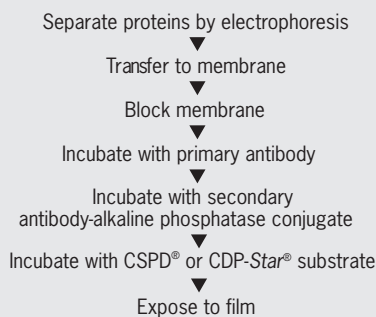 Separate proteins by electrophoresis
Transfer to membrane
Block membrane
Incubate with primary antibody
Incubate with secondary
antibody-alkaline phosphatase conjugate
Incubate with CSPD® or CDP-Star® substrate
Expose to film